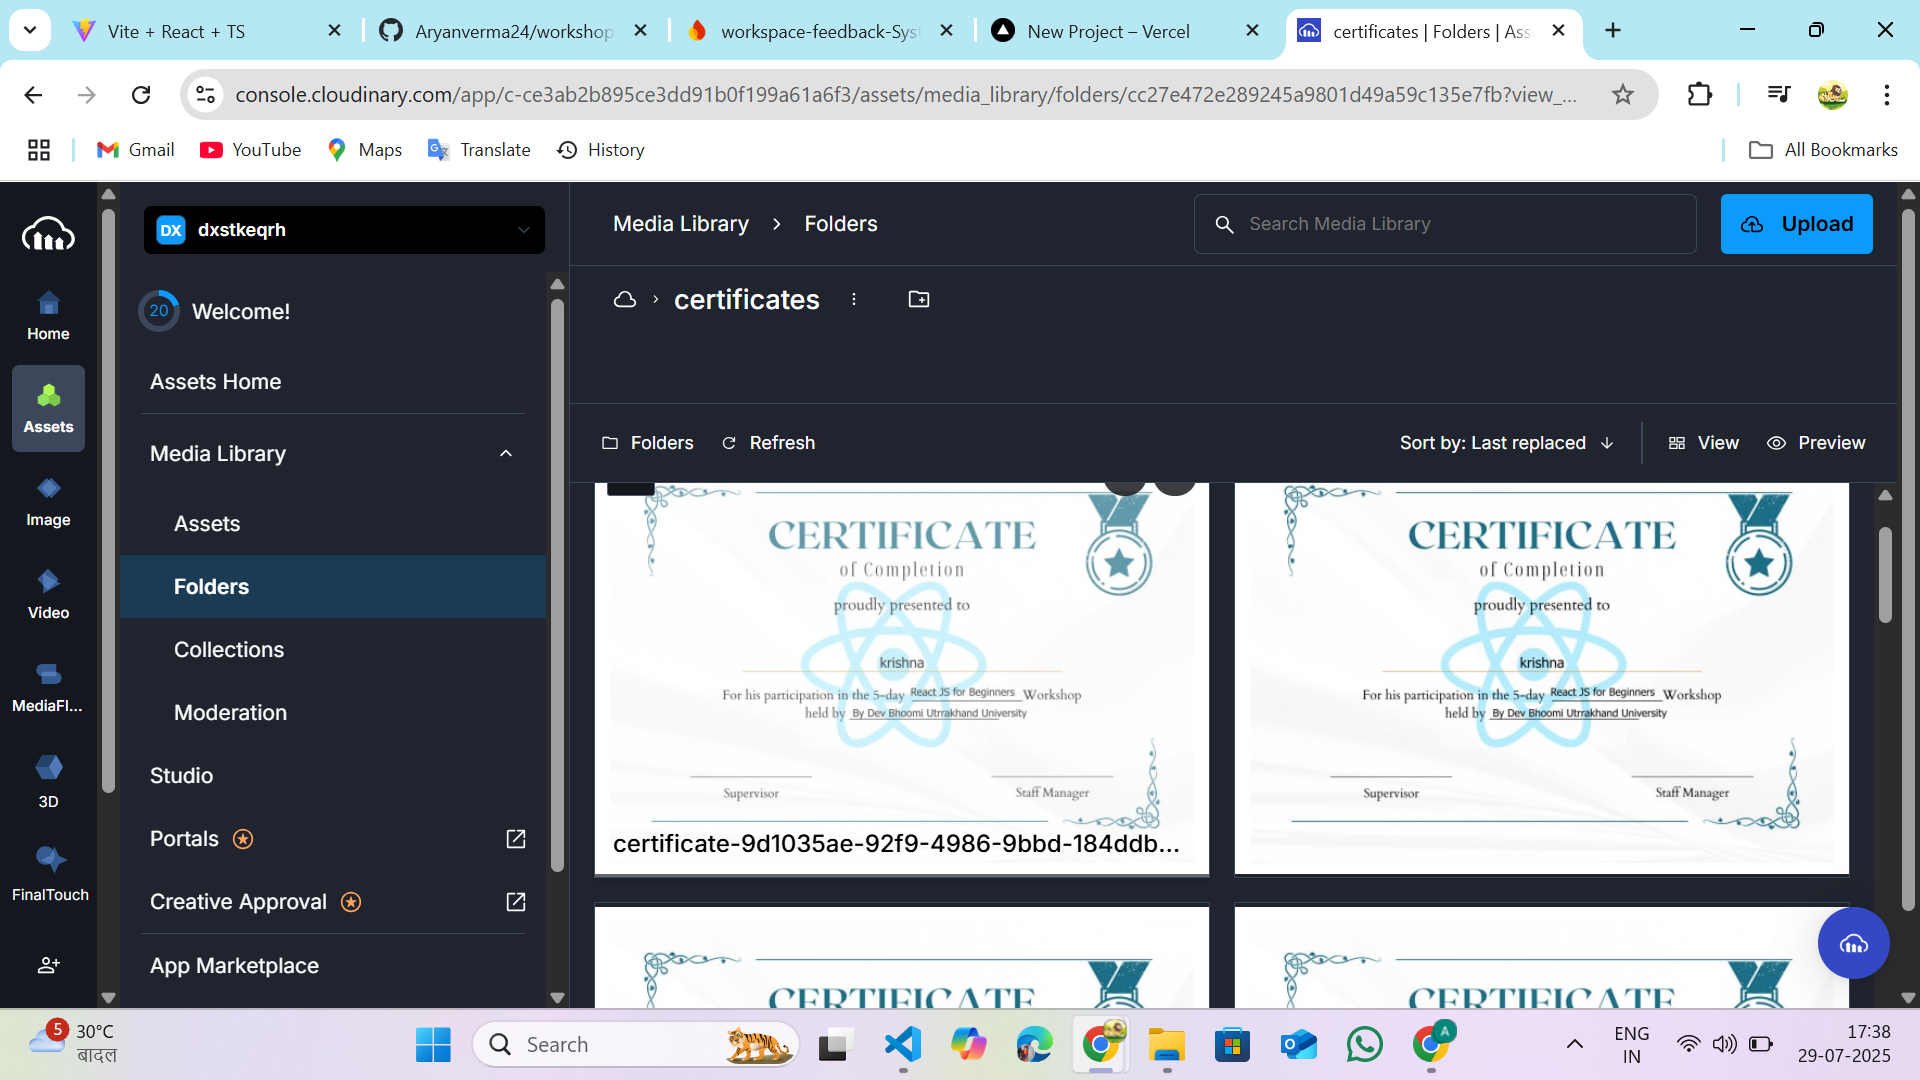 Vite + React + TS
Aryanverma24/workshop
workspace-feedback-Syst
New Project – Vercel
certificates | Folders | Ass
console.cloudinary.com/app/c-ce3ab2b895ce3dd91b0f199a61a6f3/assets/media_library/folders/cc27e472e289245a9801d49a59c135e7fb?view_...
Gmail
YouTube
Maps
Translate
History
All Bookmarks
DX dxstkeqrh
Media Library > Folders
Search Media Library
Upload
20 Welcome!
certificates
Home
Assets Home
Assets
Media Library
Folders
Refresh
Sort by: Last replaced
View
Preview
Image
Assets
Video
Folders
MediaFl...
Collections
3D
Moderation
FinalTouch
Studio
Portals
Creative Approval
App Marketplace
CERTIFICATE
of Completion
proudly presented to
krishna
For his participation in the 5-day React JS for Beginners Workshop
held by By Dev Bhoomi Utrrakhand University
Supervisor
Staff Manager
certificate-9d1035ae-92f9-4986-9bbd-184ddb...
CERTIFICATE
of Completion
proudly presented to
krishna
For his participation in the 5-day React JS for Beginners Workshop
held by By Dev Bhoomi Utrrakhand University
Supervisor
Staff Manager
CERTIFICATE
CERTIFICATE
5
30°C
बादल
Search
A
ENG
IN
17:38
29-07-2025